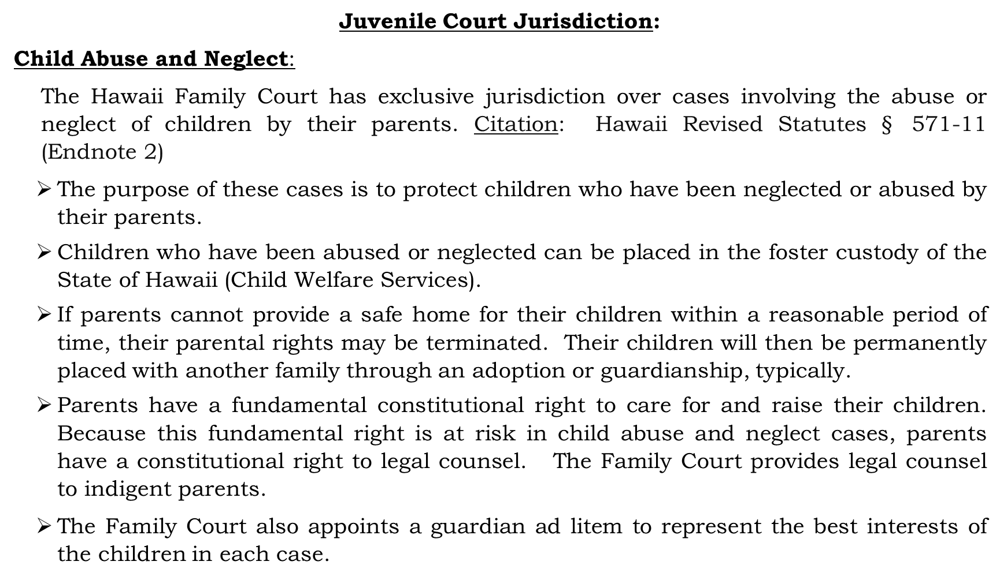 Juvenile Court Jurisdiction:
Child Abuse and Neglect:
The Hawaii Family Court has exclusive jurisdiction over cases involving the abuse or
neglect of children by their parents. Citation: Hawaii Revised Statutes § 571-11
(Endnote 2)
➢ The purpose of these cases is to protect children who have been neglected or abused by
their parents.
➢ Children who have been abused or neglected can be placed in the foster custody of the
State of Hawaii (Child Welfare Services).
➢ If parents cannot provide a safe home for their children within a reasonable period of
time, their parental rights may be terminated. Their children will then be permanently
placed with another family through an adoption or guardianship, typically.
➢ Parents have a fundamental constitutional right to care for and raise their children.
Because this fundamental right is at risk in child abuse and neglect cases, parents
have a constitutional right to legal counsel. The Family Court provides legal counsel
to indigent parents.
➢ The Family Court also appoints a guardian ad litem to represent the best interests of
the children in each case.